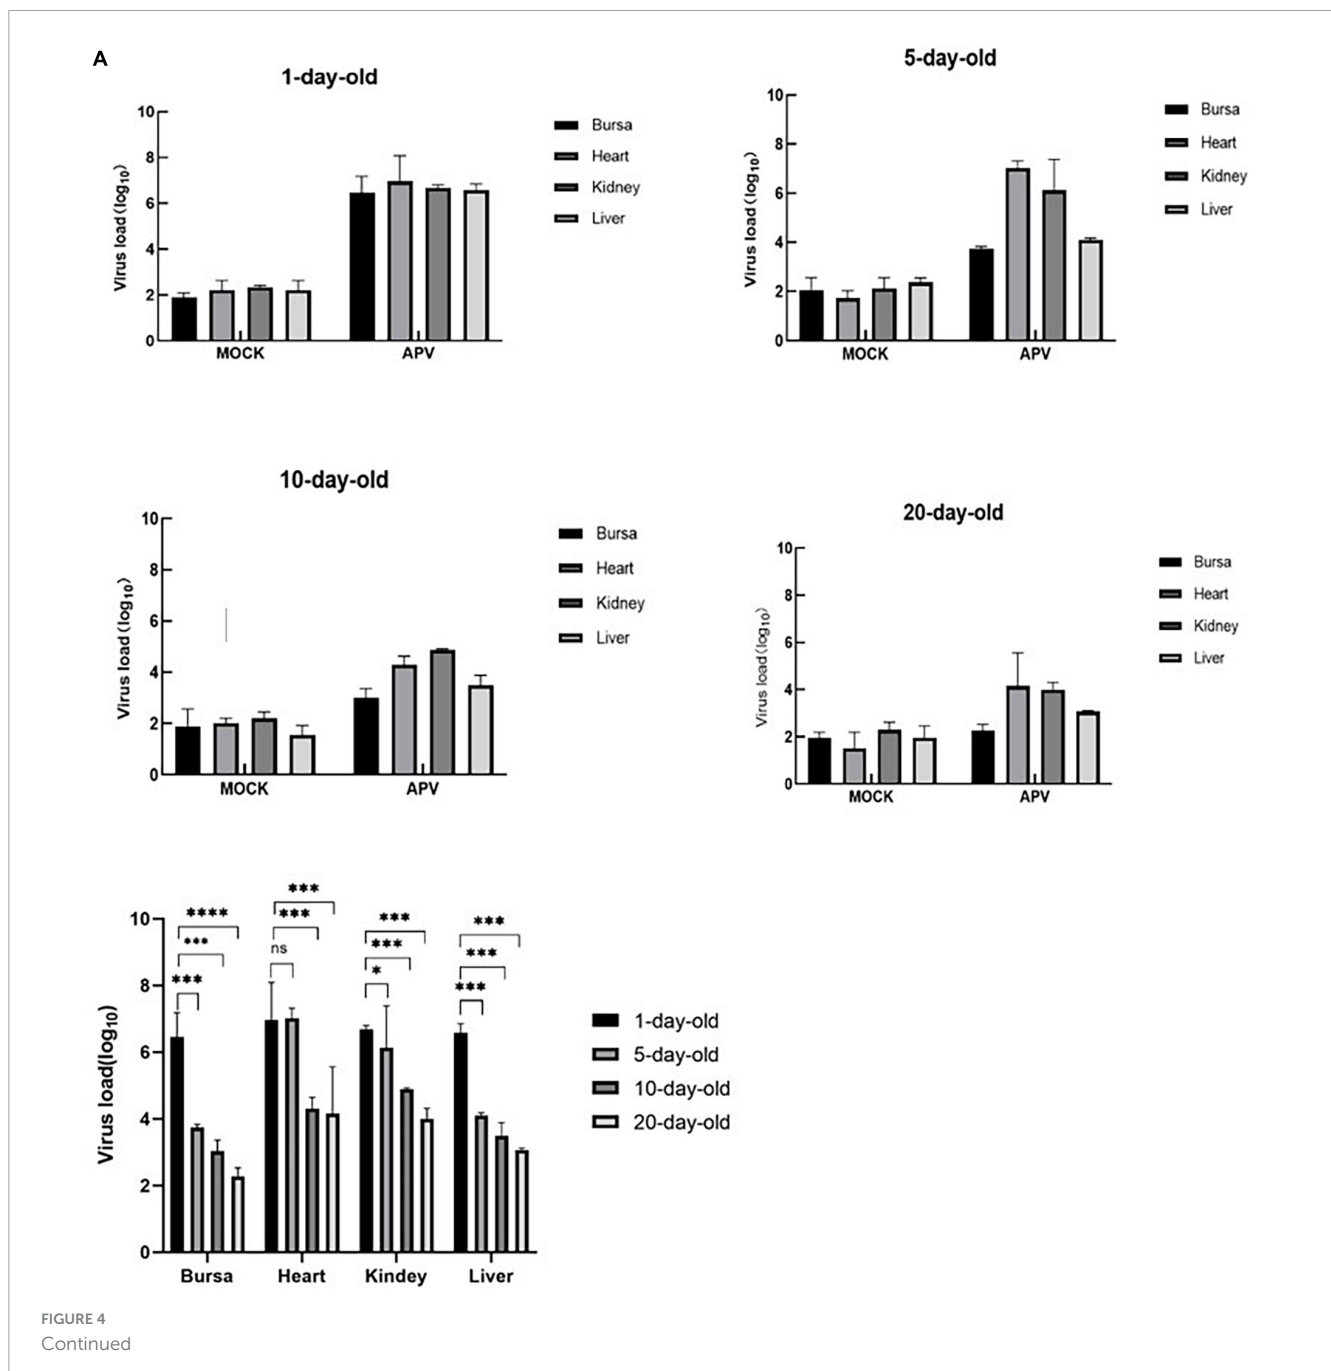 A
1-day-old
10
8
6
4
2
0
Virus load(log10)
MOCK
APV
Bursa
Heart
Kidney
Liver
5-day-old
10
8
6
4
2
0
Virus load(log10)
MOCK
APV
Bursa
Heart
Kidney
Liver
10-day-old
10
8
6
4
2
0
Virus load(log10)
MOCK
APV
Bursa
Heart
Kidney
Liver
20-day-old
10
8
6
4
2
0
Virus load(log10)
MOCK
APV
Bursa
Heart
Kidney
Liver
10
8
6
4
2
0
Virus load(log10)
****
***
***
***
***
ns
***
***
*
***
***
***
Bursa
Heart
Kindey
Liver
1-day-old
5-day-old
10-day-old
20-day-old
FIGURE 4
Continued